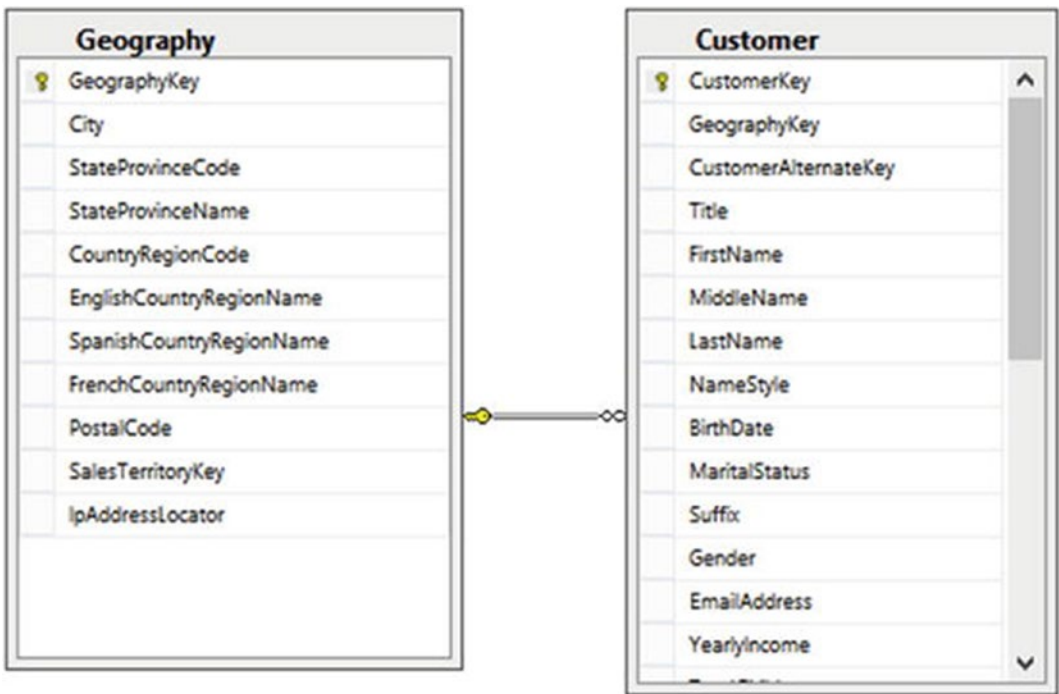 Geography
GeographyKey
City
StateProvinceCode
StateProvinceName
CountryRegionCode
EnglishCountryRegionName
SpanishCountryRegionName
FrenchCountryRegionName
PostalCode
SalesTerritoryKey
IpAddressLocator
Customer
CustomerKey
GeographyKey
CustomerAlternateKey
Title
FirstName
MiddleName
LastName
NameStyle
BirthDate
MaritalStatus
Suffix
Gender
EmailAddress
YearlyIncome